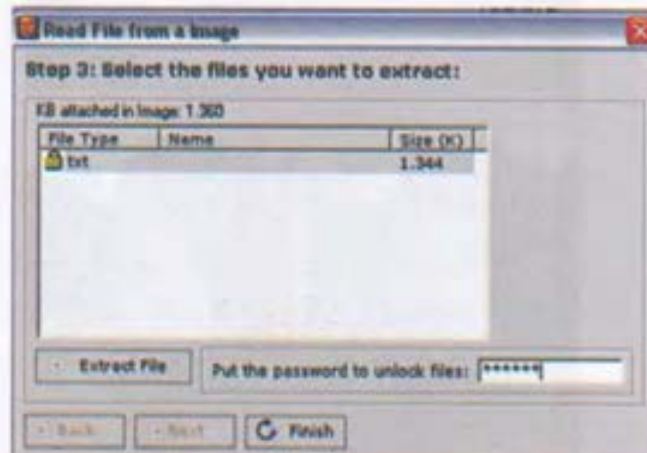 Read File from a Image
Step 3: Select the files you want to extract:
KB attached in Image: 1.360
File Type Name Size (K)
txt 1.344
Extract File
Put the password to unlock files: ******
Back Next Finish